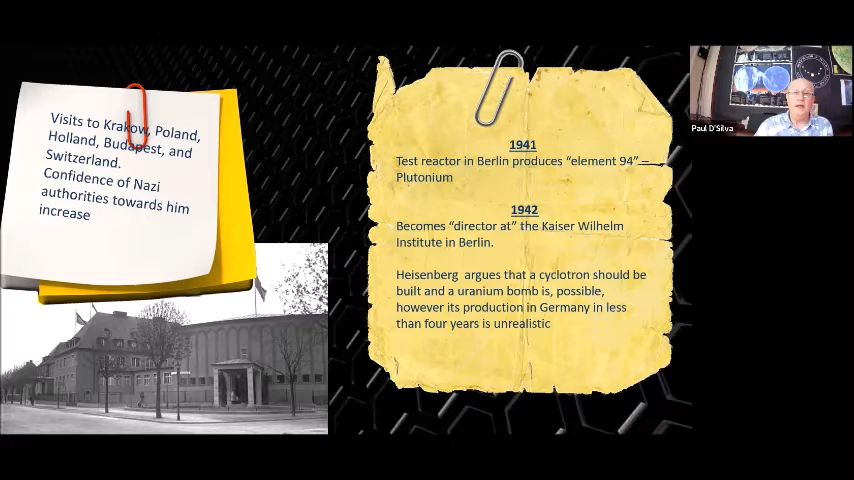 Visits to Krakow, Poland,
Holland, Budapest, and
Switzerland.
Confidence of Nazi
authorities towards him
increase
1941
Test reactor in Berlin produces “element 94” –
Plutonium
1942
Becomes “director at” the Kaiser Wilhelm
Institute in Berlin.
Heisenberg argues that a cyclotron should be
built and a uranium bomb is, possible,
however its production in Germany in less
than four years is unrealistic
Paul D'Silva